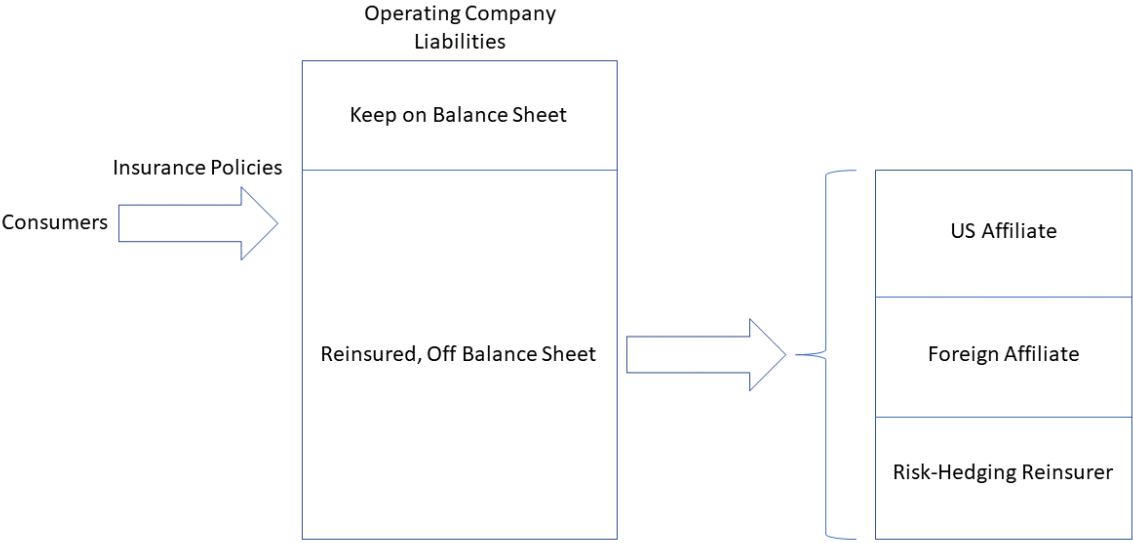 Operating Company
Liabilities
Keep on Balance Sheet
Insurance Policies
Consumers
US Affiliate
Reinsured, Off Balance Sheet
Foreign Affiliate
Risk-Hedging Reinsurer